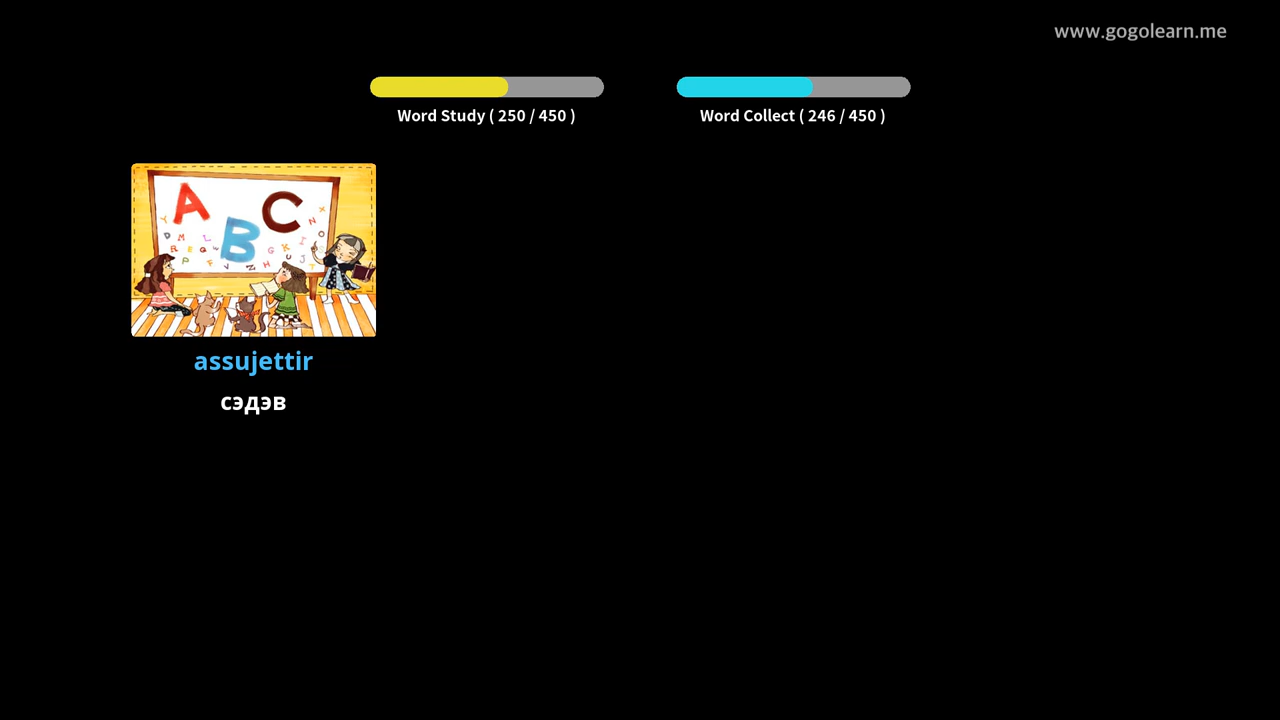 www.gogolearn.me
Word Study ( 250 / 450 )
Word Collect ( 246 / 450 )
A B C
assujettir
сэдэв